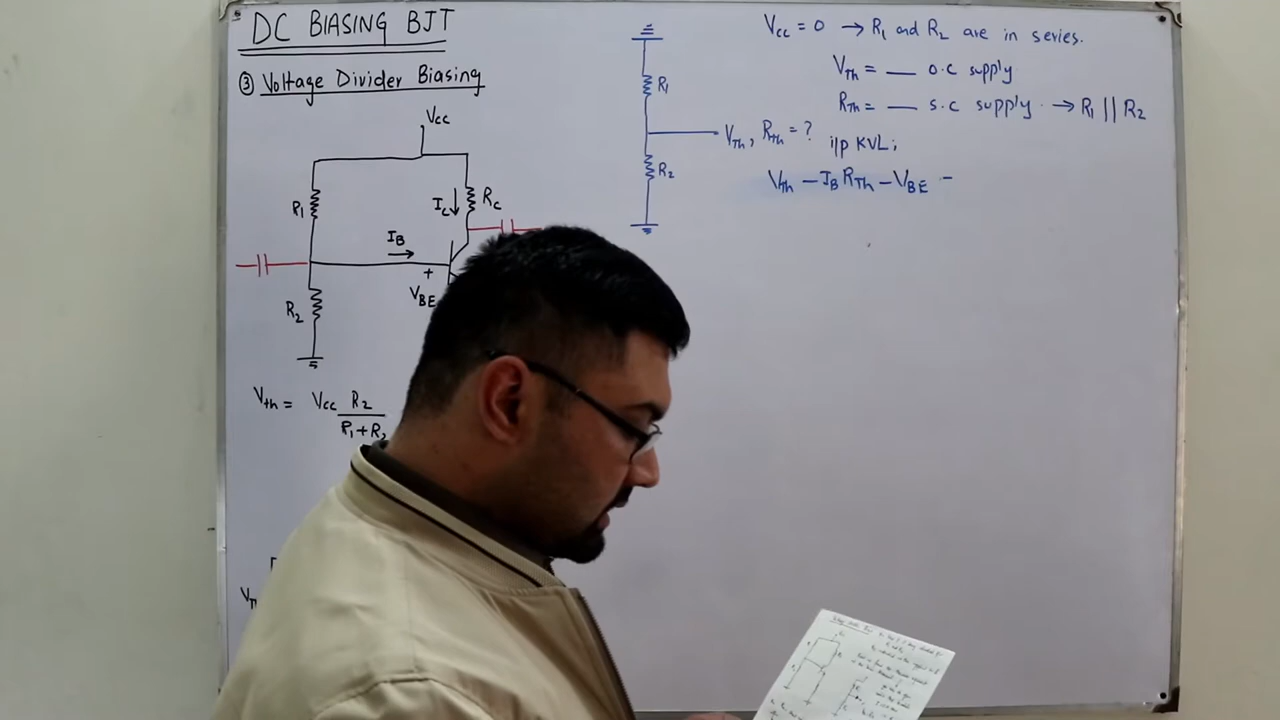 DC BIASING BJT
③ Voltage Divider Biasing
Vcc
R1
Ic
Rc
IB
+
VBE
R2
Vth = Vcc R2
R1+R2
R1
VTh, RTh = ?
R2
Vcc = 0 → R1 and R2 are in series.
VTh = __ o.c supply
RTh = __ s.c supply. → R1 || R2
i/p KVL;
VTh − IB RTh − VBE −